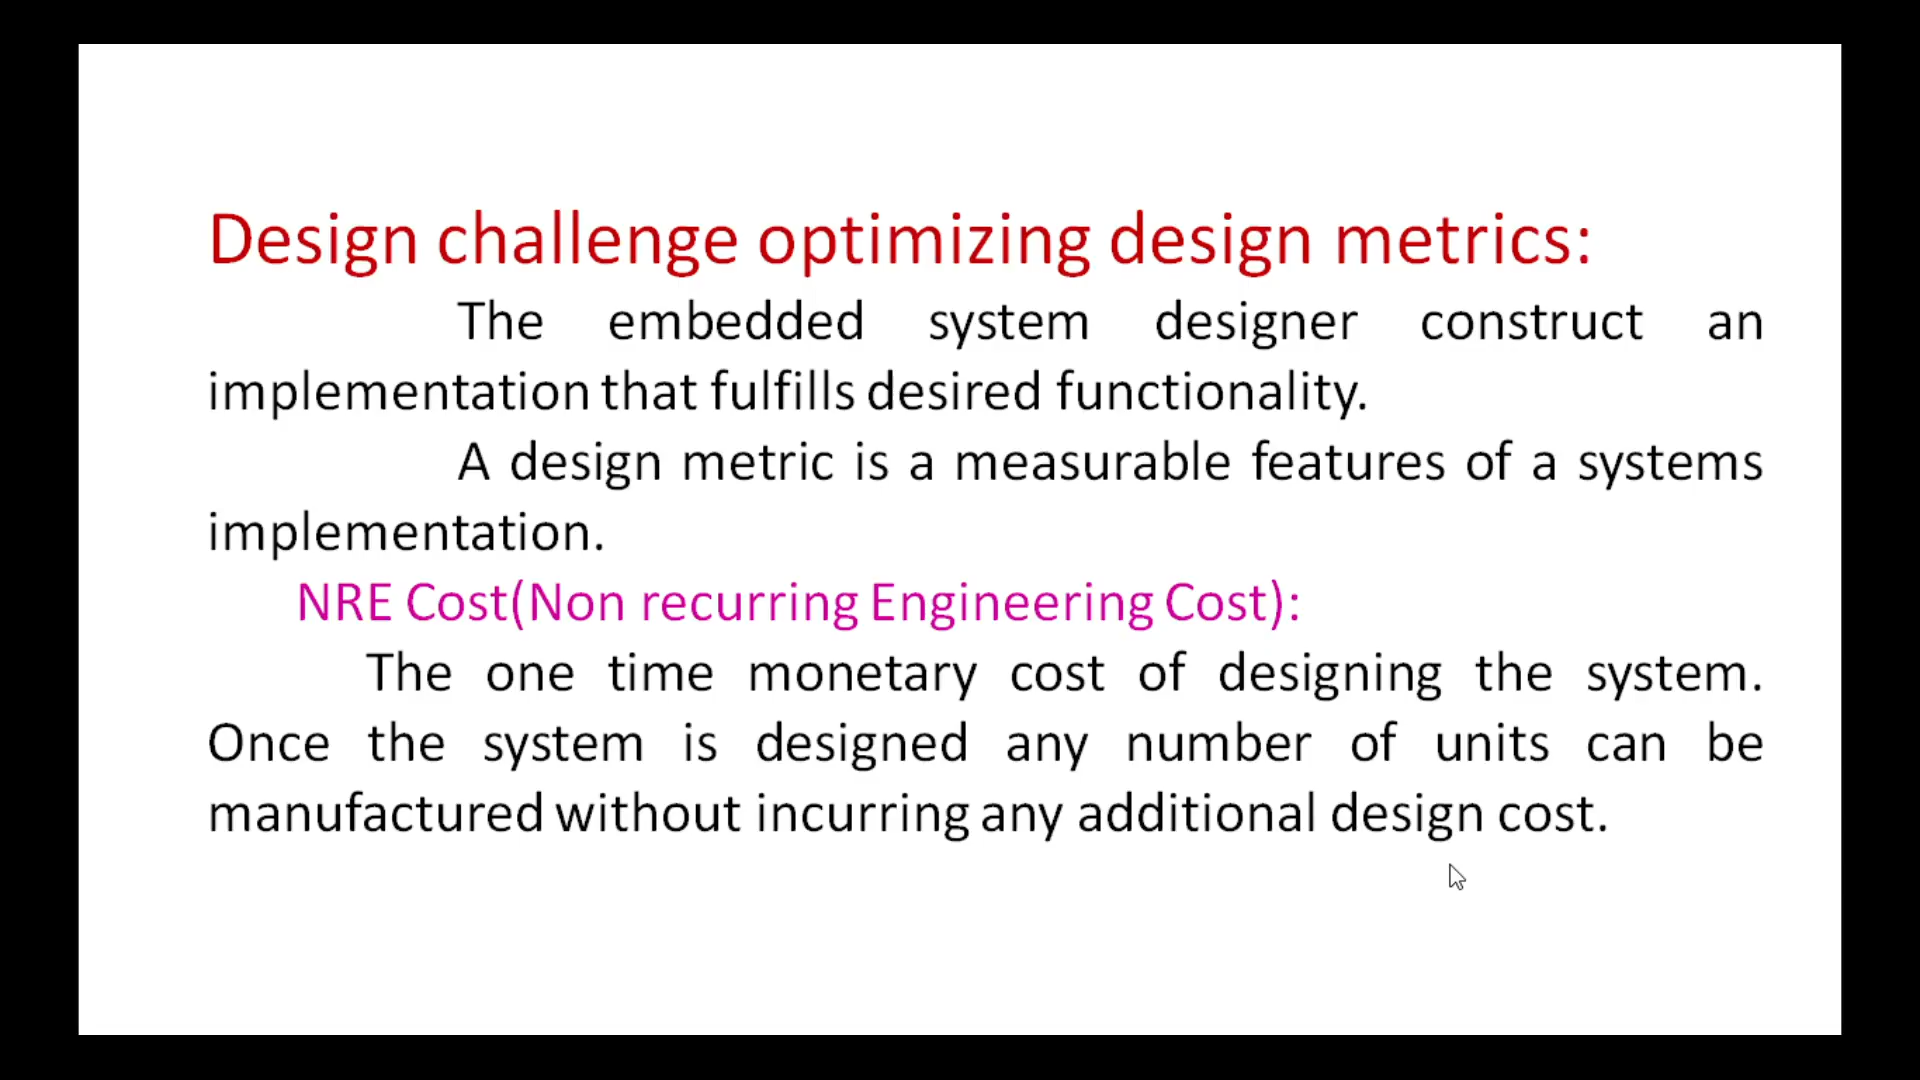 Design challenge optimizing design metrics:
The embedded system designer construct an
implementation that fulfills desired functionality.
A design metric is a measurable features of a systems
implementation.
NRE Cost(Non recurring Engineering Cost):
The one time monetary cost of designing the system.
Once the system is designed any number of units can be
manufactured without incurring any additional design cost.